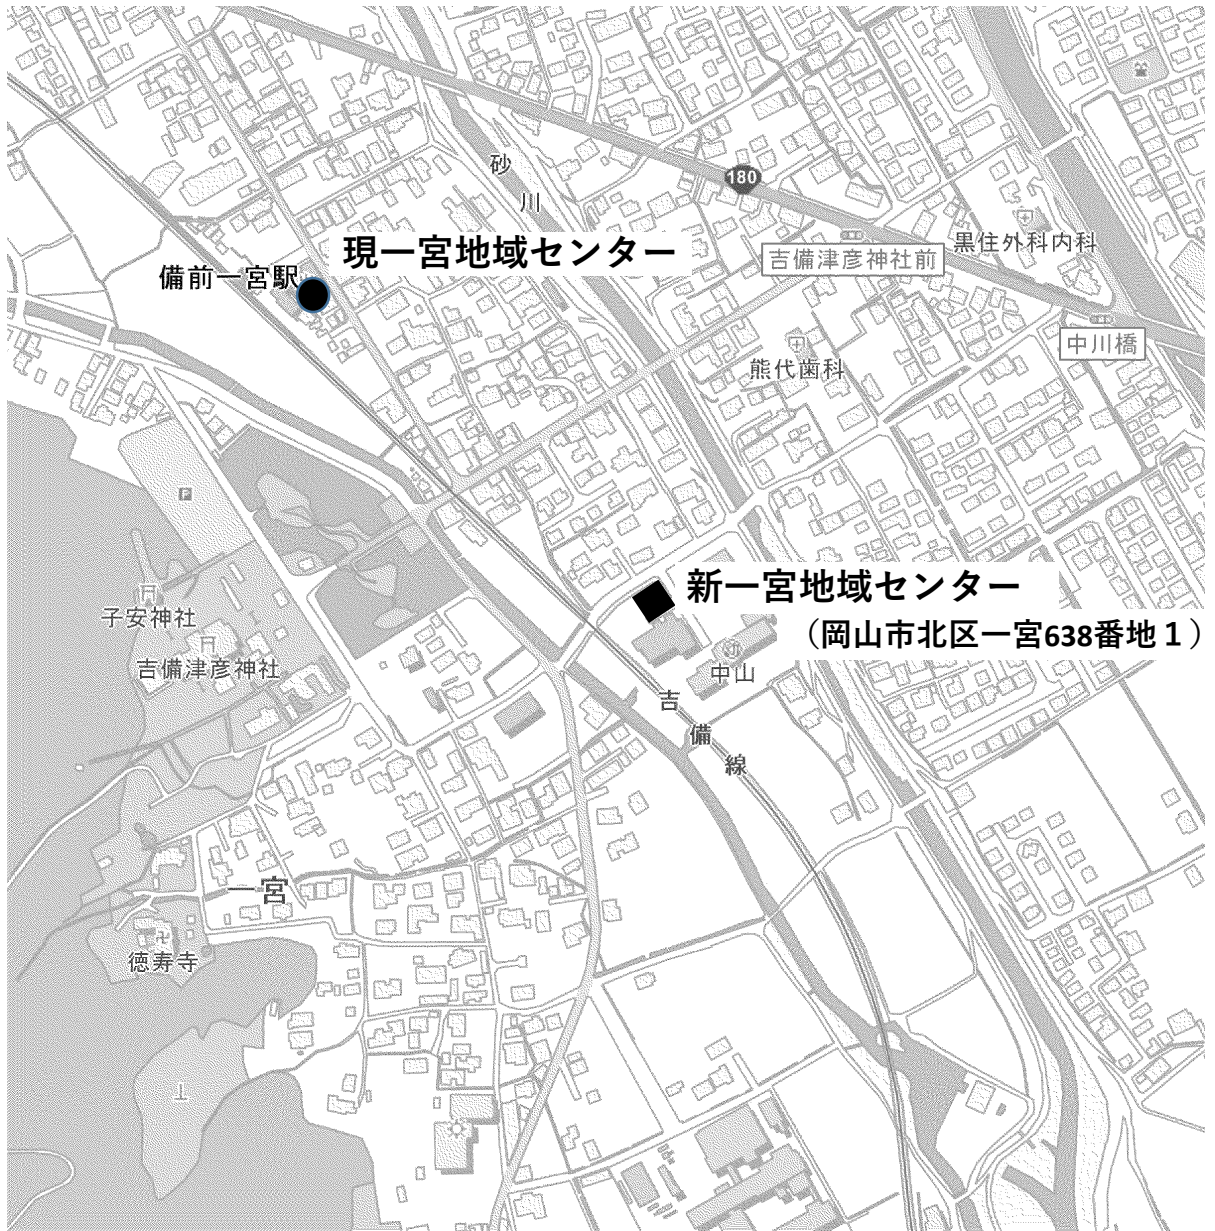 砂
川
180
現一宮地域センター
備前一宮駅
吉備津彦神社前
黒住外科内科
中川橋
熊代歯科
P
新一宮地域センター
（岡山市北区一宮638番地１）
子安神社
吉備津彦神社
中山
吉
備
線
一宮
徳寿寺